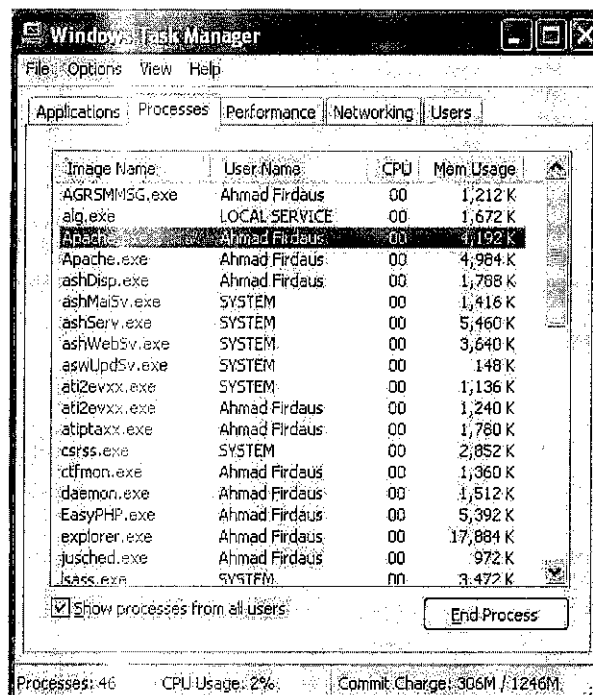 Windows Task Manager
File Options View Help
Applications Processes Performance Networking Users
Image Name User Name CPU Mem Usage
AGRSMMSG.exe Ahmad Firdaus 00 1,212 K
alg.exe LOCAL SERVICE 00 1,672 K
Apache Ahmad Firdaus 00 4,192 K
Apache.exe Ahmad Firdaus 00 4,984 K
ashDisp.exe Ahmad Firdaus 00 1,788 K
ashMaiSv.exe SYSTEM 00 1,416 K
ashServ.exe SYSTEM 00 5,460 K
ashWebSv.exe SYSTEM 00 3,640 K
aswUpdSv.exe SYSTEM 00 148 K
ati2evxx.exe SYSTEM 00 1,136 K
ati2evxx.exe Ahmad Firdaus 00 1,240 K
atiptaxx.exe Ahmad Firdaus 00 1,780 K
csrss.exe SYSTEM 00 2,852 K
ctfmon.exe Ahmad Firdaus 00 1,360 K
daemon.exe Ahmad Firdaus 00 1,512 K
EasyPHP.exe Ahmad Firdaus 00 5,392 K
explorer.exe Ahmad Firdaus 00 17,884 K
jusched.exe Ahmad Firdaus 00 972 K
lsass.exe SYSTEM 00 3,472 K
Show processes from all users End Process
Processes: 46 CPU Usage: 2% Commit Charge: 306M / 1246M